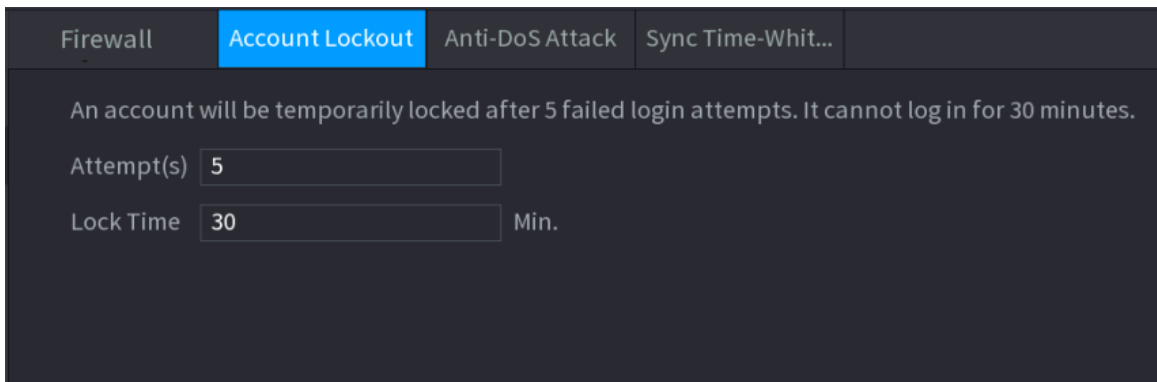 Firewall Account Lockout Anti-DoS Attack Sync Time-Whit...
An account will be temporarily locked after 5 failed login attempts. It cannot log in for 30 minutes.
Attempt(s) 5
Lock Time 30 Min.